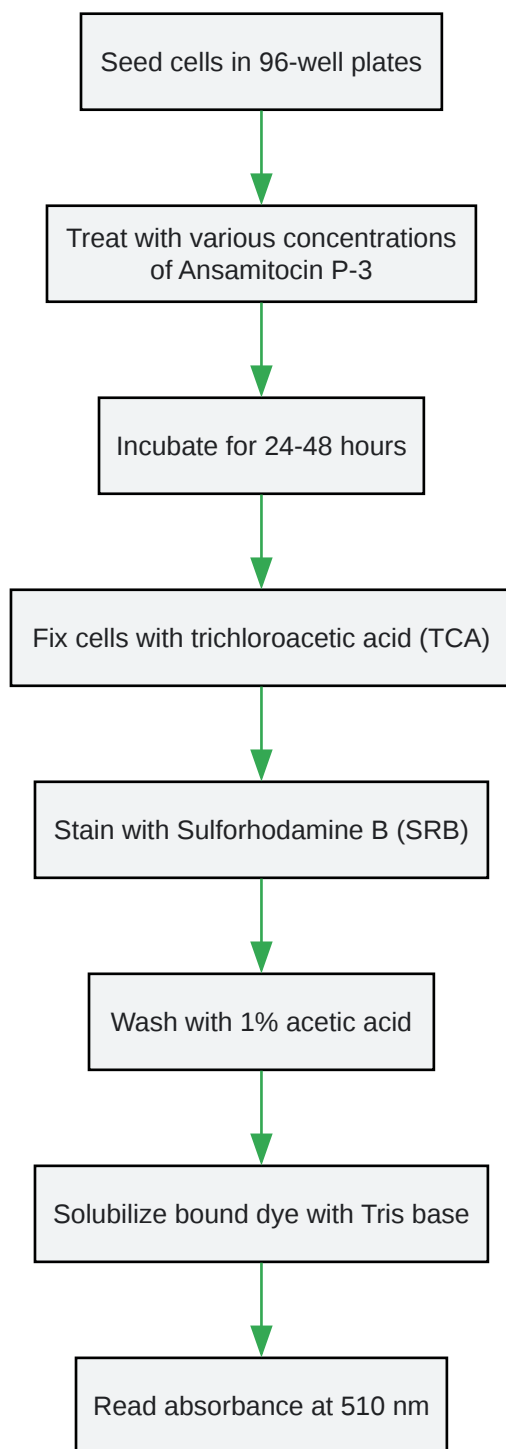 Seed cells in 96-well plates
Treat with various concentrations
of Ansamitocin P-3
Incubate for 24-48 hours
Fix cells with trichloroacetic acid (TCA)
Stain with Sulforhodamine B (SRB)
Wash with 1% acetic acid
Solubilize bound dye with Tris base
Read absorbance at 510 nm